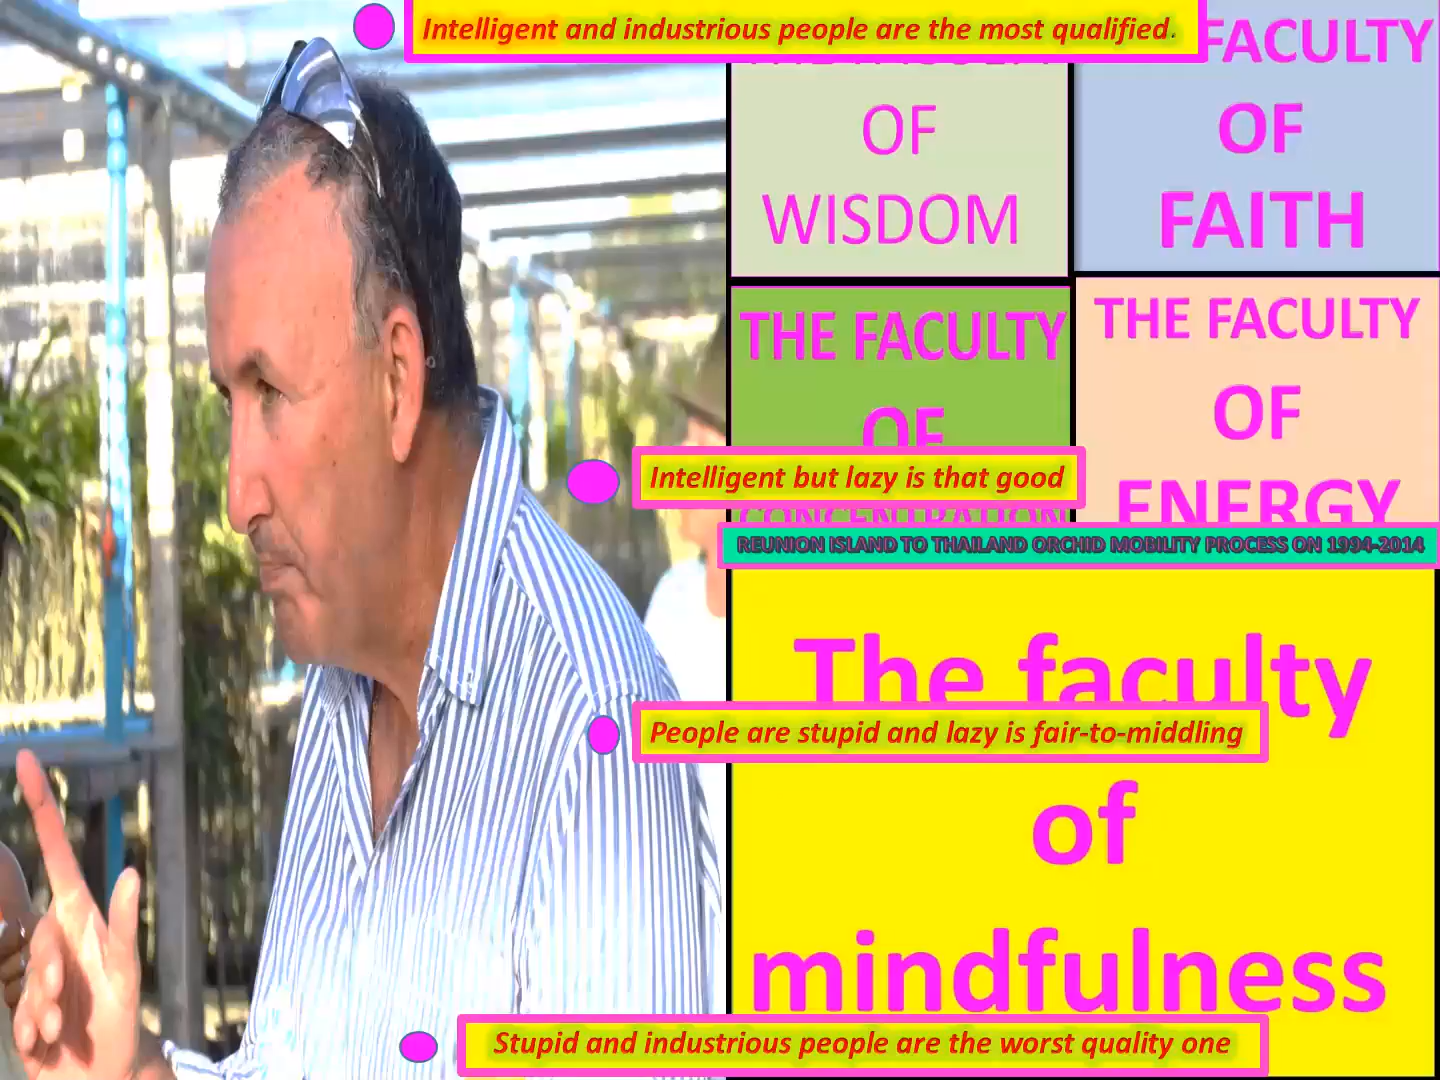 Intelligent and industrious people are the most qualified.
FACULTY
OF
WISDOM
OF
FAITH
THE FACULTY
OF
CONCENTRATION
THE FACULTY
OF
ENERGY
Intelligent but lazy is that good
REUNION ISLAND TO THAILAND ORCHID MOBILITY PROCESS ON 1994-2014
The faculty
People are stupid and lazy is fair-to-middling
of
mindfulness
Stupid and industrious people are the worst quality one